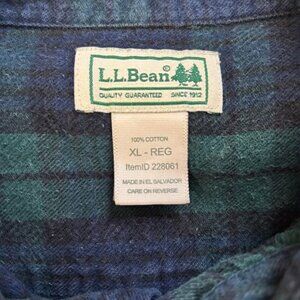 L.L.Bean
QUALITY GUARANTEED SINCE 1912
100% COTTON
XL - REG
ItemID 228061
MADE IN EL SALVADOR
CARE ON REVERSE